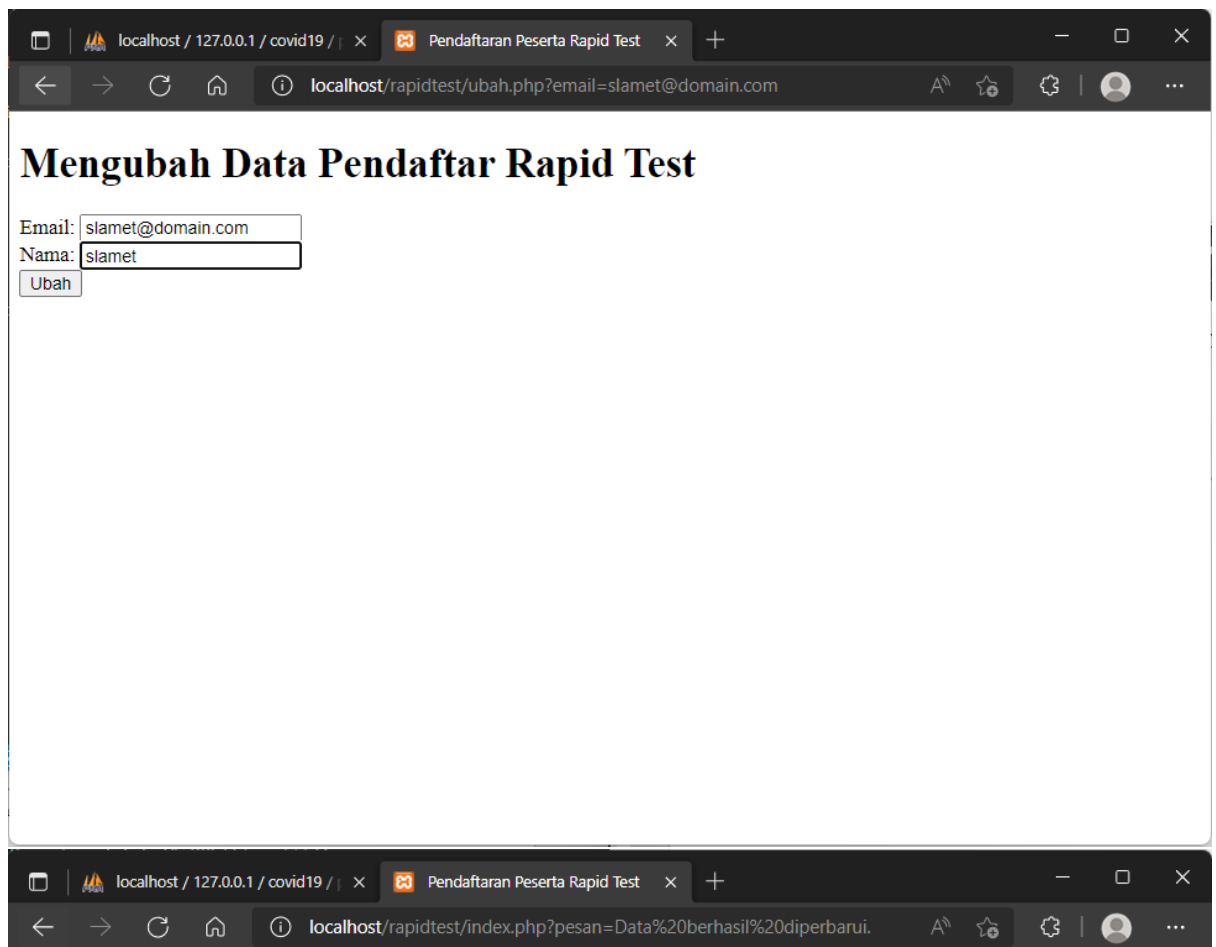 localhost / 127.0.0.1 / covid19 /
Pendaftaran Peserta Rapid Test
localhost/rapidtest/ubah.php?email=slamet@domain.com
Mengubah Data Pendaftar Rapid Test
Email: slamet@domain.com
Nama: slamet
Ubah
localhost / 127.0.0.1 / covid19 /
Pendaftaran Peserta Rapid Test
localhost/rapidtest/index.php?pesan=Data%20berhasil%20diperbarui.